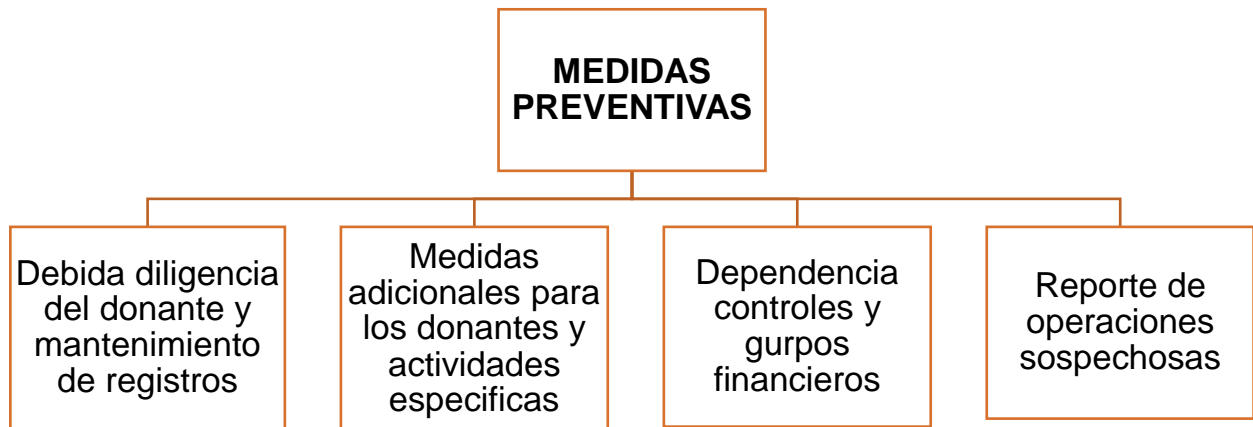 MEDIDAS
PREVENTIVAS
Debida diligencia
del donante y
mantenimiento
de registros
Medidas
adicionales para
los donantes y
actividades
especificas
Dependencia
controles y
gurpos
financieros
Reporte de
operaciones
sospechosas